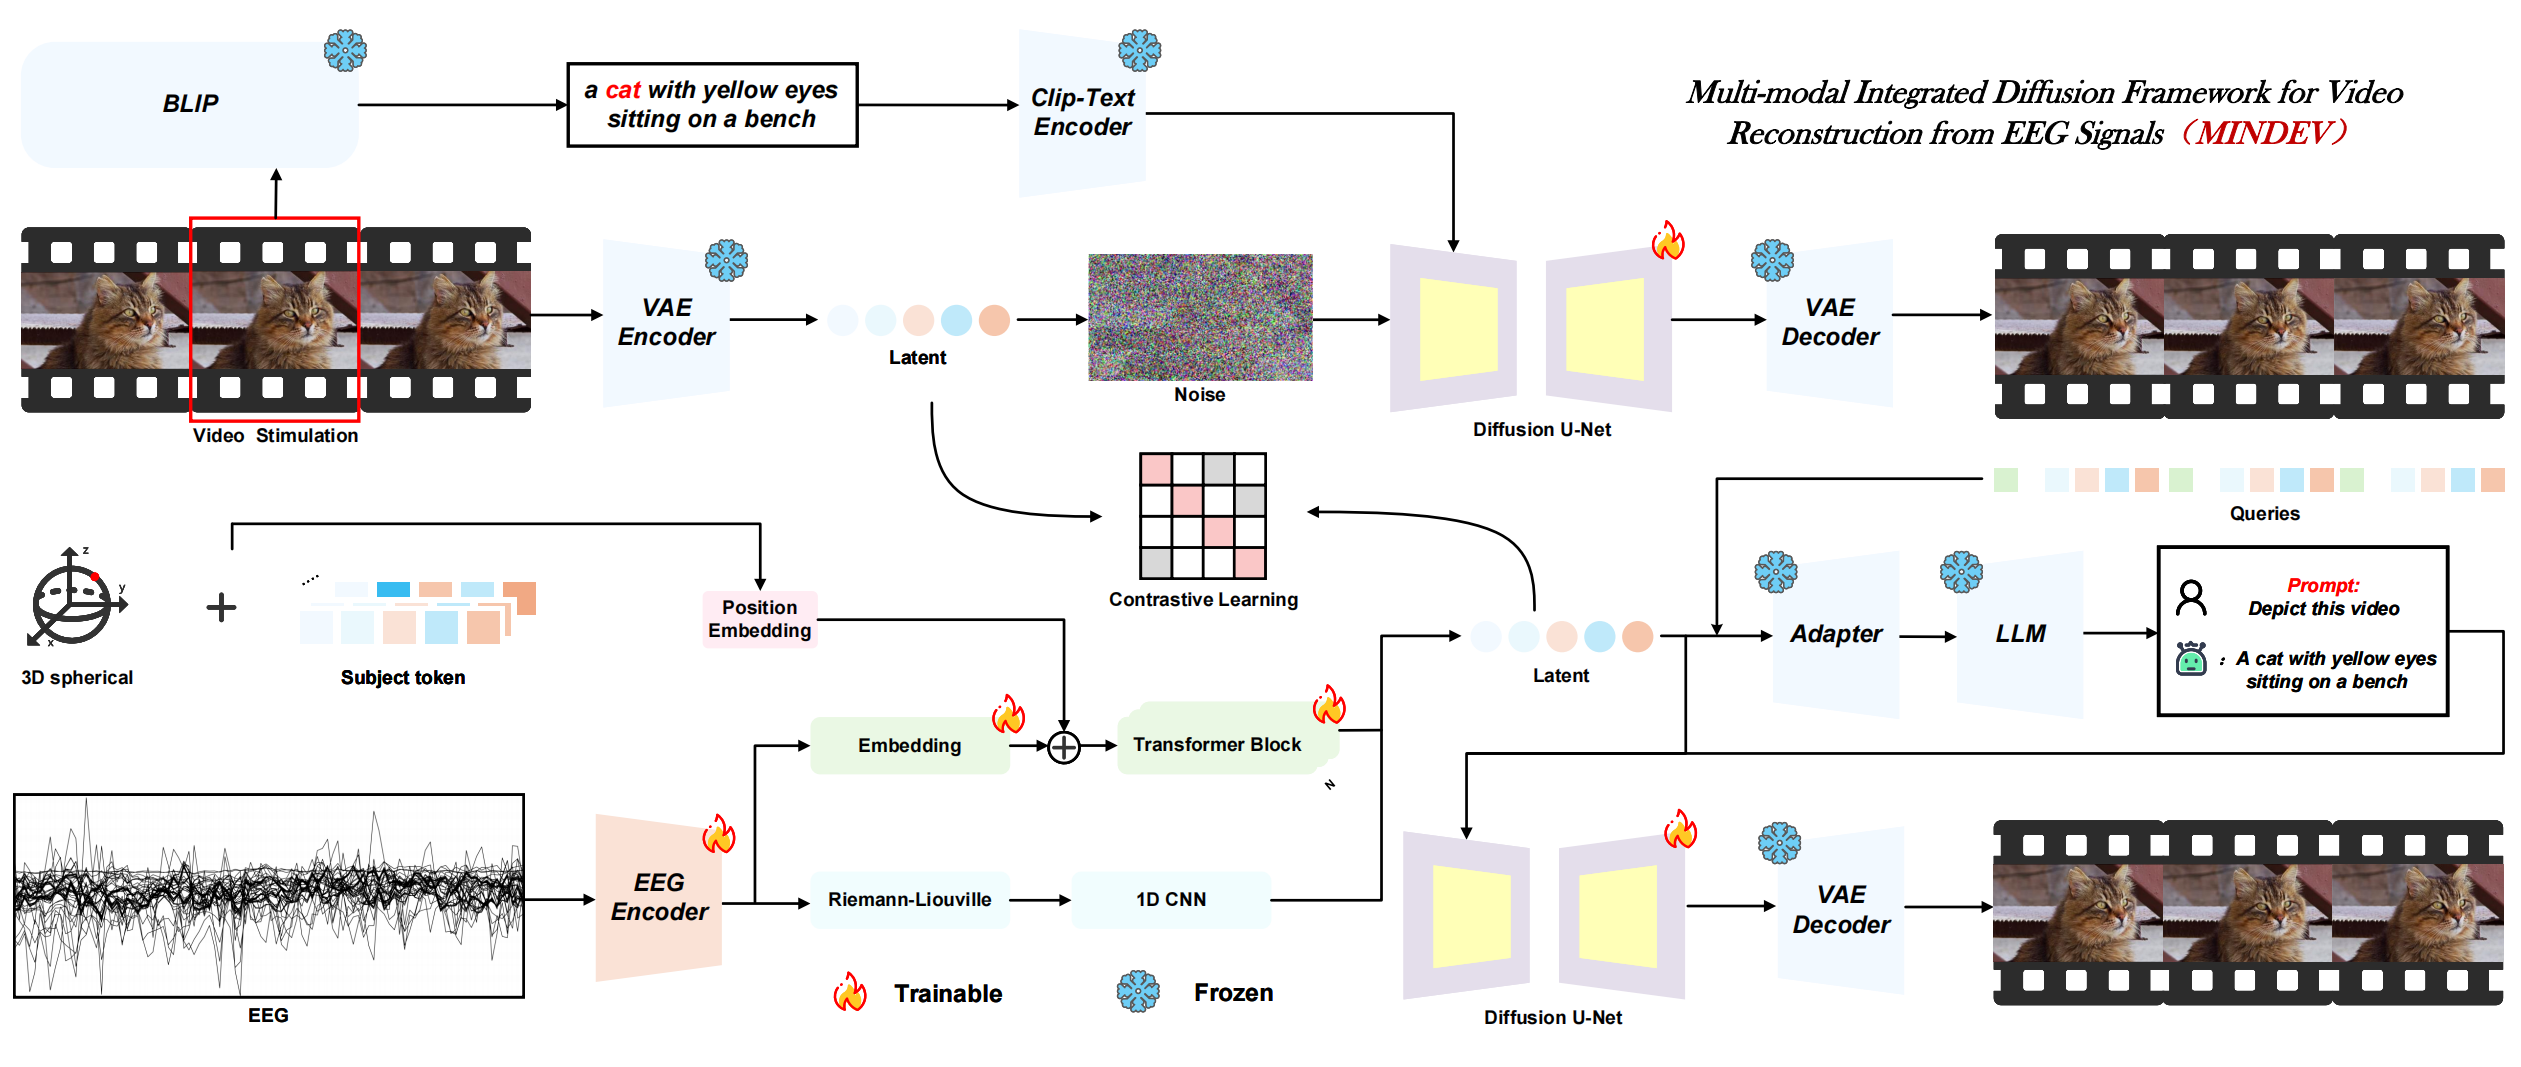 Multi-modal Integrated Diffusion Framework for Video
Reconstruction from EEG Signals（MINDEV）
BLIP
a cat with yellow eyes
sitting on a bench
Clip-Text
Encoder
VAE
Encoder
Latent
Noise
Diffusion U-Net
VAE
Decoder
Video Stimulation
Contrastive Learning
Queries
z
y
x
3D spherical
Subject token
Position
Embedding
Latent
Adapter
LLM
Prompt:
Depict this video
: A cat with yellow eyes
sitting on a bench
Embedding
Transformer Block
N
EEG
Encoder
Riemann-Liouville
1D CNN
EEG
Trainable
Frozen
Diffusion U-Net
VAE
Decoder